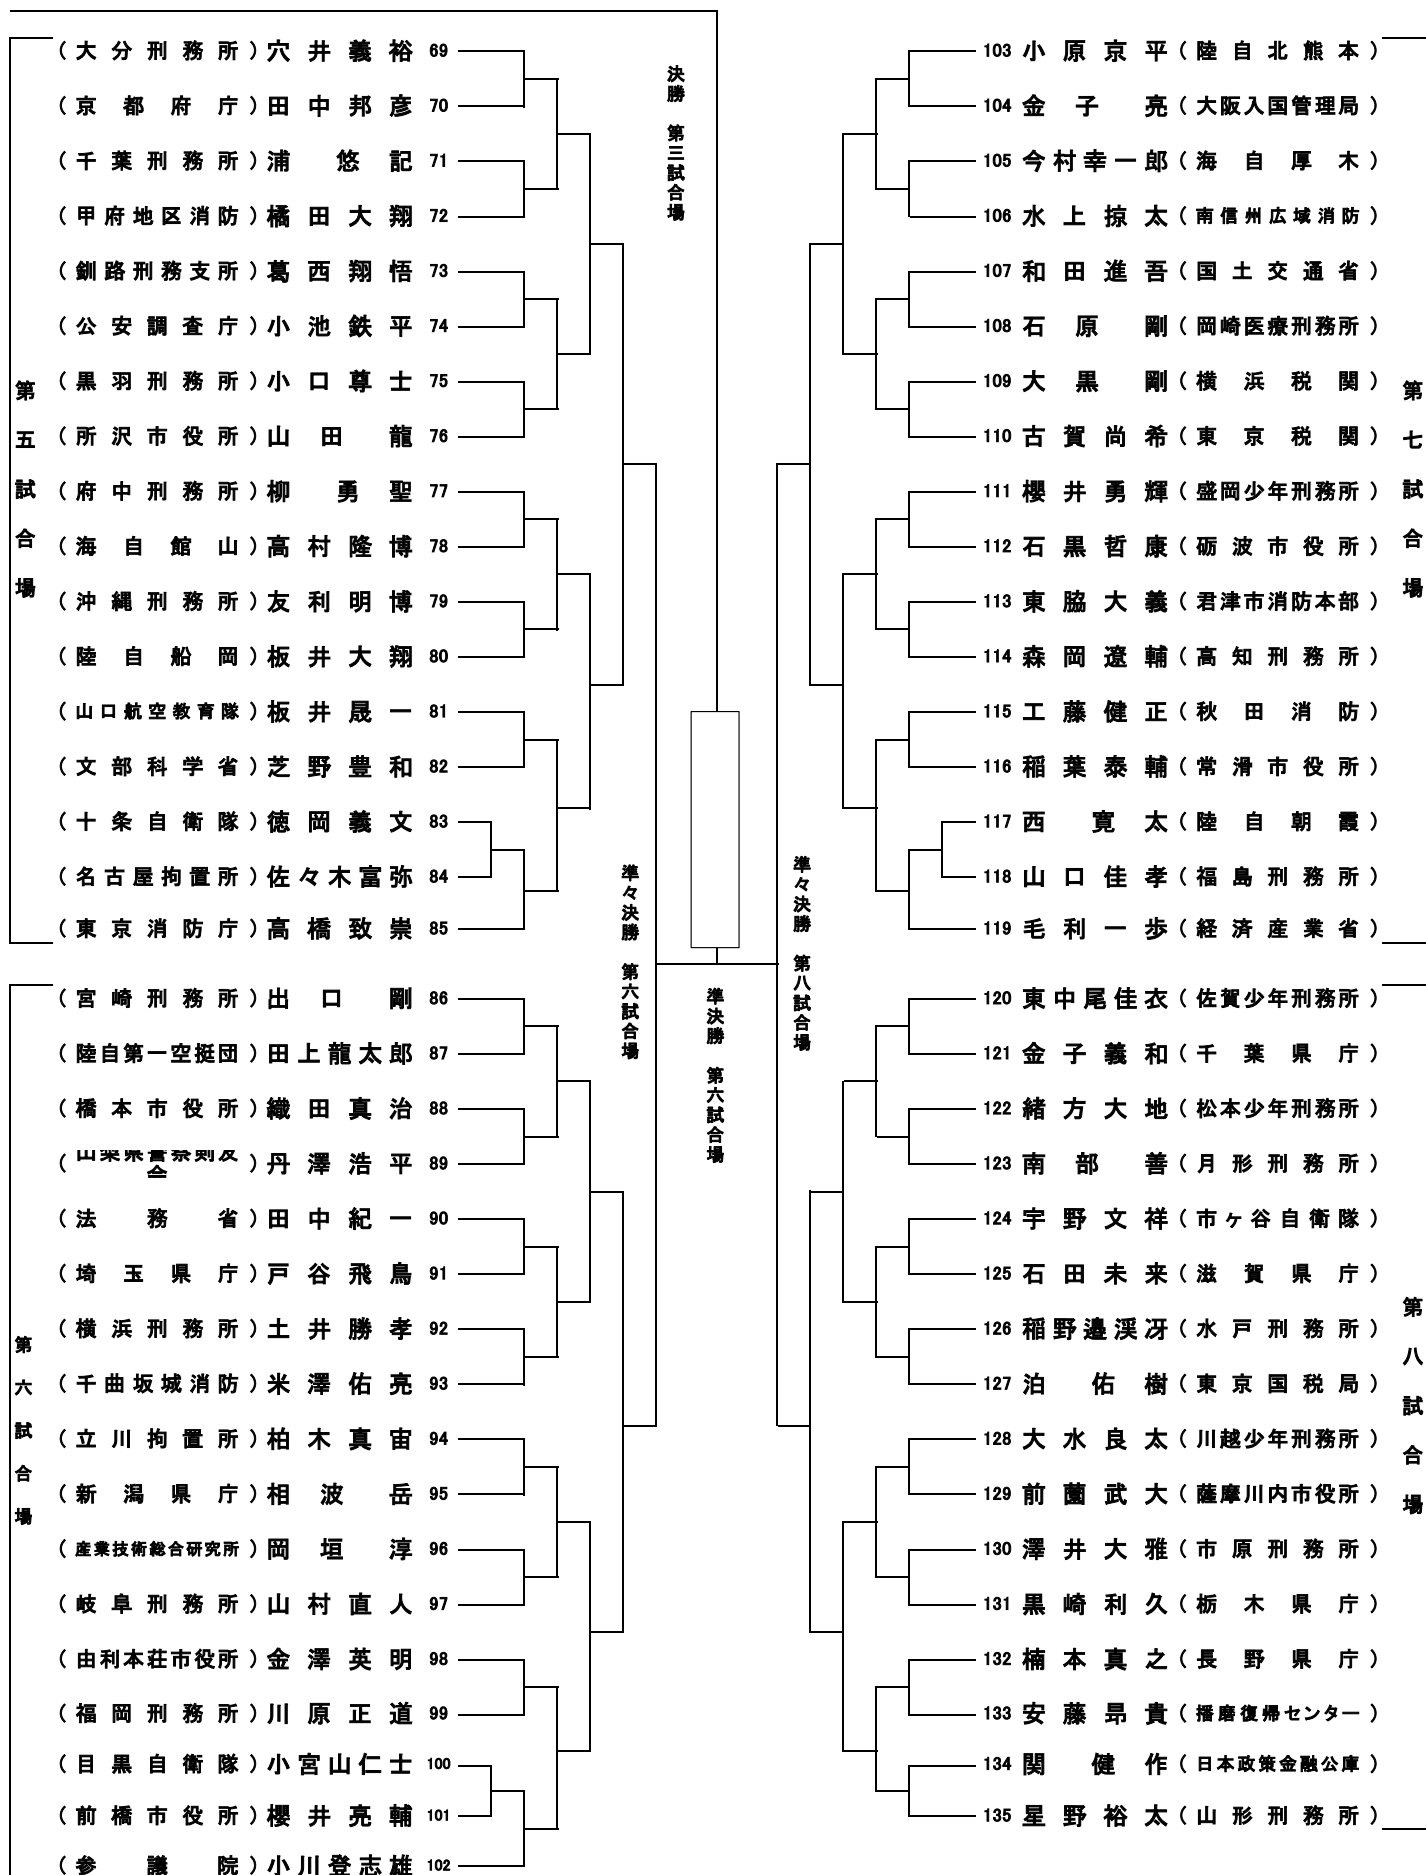 第五試合場
（大分刑務所）穴井義裕 69
（京都府庁）田中邦彦 70
（千葉刑務所）浦悠記 71
（甲府地区消防）橘田大翔 72
（釧路刑務支所）葛西翔悟 73
（公安調査庁）小池鉄平 74
（黒羽刑務所）小口尊士 75
（所沢市役所）山田龍 76
（府中刑務所）柳勇聖 77
（海自館山）高村隆博 78
（沖縄刑務所）友利明博 79
（陸自船岡）板井大翔 80
（山口航空教育隊）板井晟一 81
（文部科学省）芝野豊和 82
（十条自衛隊）徳岡義文 83
（名古屋拘置所）佐々木富弥 84
（東京消防庁）高橋致崇 85
第六試合場
（宮崎刑務所）出口剛 86
（陸自第一空挺団）田上龍太郎 87
（橋本市役所）織田真治 88
丹澤浩平 89
（法務省）田中紀一 90
（埼玉県庁）戸谷飛鳥 91
（横浜刑務所）土井勝孝 92
（千曲坂城消防）米澤佑亮 93
（立川拘置所）柏木真宙 94
（新潟県庁）相波岳 95
（産業技術総合研究所）岡垣淳 96
（岐阜刑務所）山村直人 97
（由利本荘市役所）金澤英明 98
（福岡刑務所）川原正道 99
（目黒自衛隊）小宮山仁士 100
（前橋市役所）櫻井亮輔 101
（参議院）小川登志雄 102
決勝 第三試合場
準々決勝 第六試合場
準決勝 第六試合場
準々決勝 第八試合場
第七試合場
103 小原京平（陸自北熊本）
104 金子亮（大阪入国管理局）
105 今村幸一郎（海自厚木）
106 水上掠太（南信州広域消防）
107 和田進吾（国土交通省）
108 石原剛（岡崎医療刑務所）
109 大黒剛（横浜税関）
110 古賀尚希（東京税関）
111 櫻井勇輝（盛岡少年刑務所）
112 石黒哲康（砺波市役所）
113 東脇大義（君津市消防本部）
114 森岡遼輔（高知刑務所）
115 工藤健正（秋田消防）
116 稲葉泰輔（常滑市役所）
117 西寛太（陸自朝霞）
118 山口佳孝（福島刑務所）
119 毛利一歩（経済産業省）
第八試合場
120 東中尾佳衣（佐賀少年刑務所）
121 金子義和（千葉県庁）
122 緒方大地（松本少年刑務所）
123 南部善（月形刑務所）
124 宇野文祥（市ヶ谷自衛隊）
125 石田未来（滋賀県庁）
126 稲野邉渓冴（水戸刑務所）
127 泊佑樹（東京国税局）
128 大水良太（川越少年刑務所）
129 前薗武大（薩摩川内市役所）
130 澤井大雅（市原刑務所）
131 黒崎利久（栃木県庁）
132 楠本真之（長野県庁）
133 安藤昴貴（播磨復帰センター）
134 関健作（日本政策金融公庫）
135 星野裕太（山形刑務所）